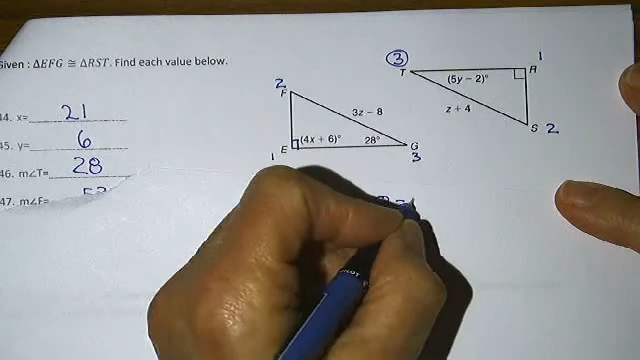 Given : ΔEFG ≅ ΔRST. Find each value below.
44. x= 21
45. y= 6
46. m∠T= 28
47. m∠F=
2
F
3z − 8
E
(4x + 6)°
28°
G
1
3
3
T
(5y − 2)°
1
R
z + 4
S
2